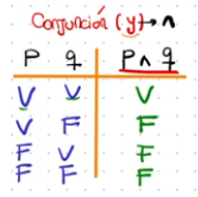 Conjunción (y) → ∧
P q P ∧ q
V V V
V F F
F V F
F F F